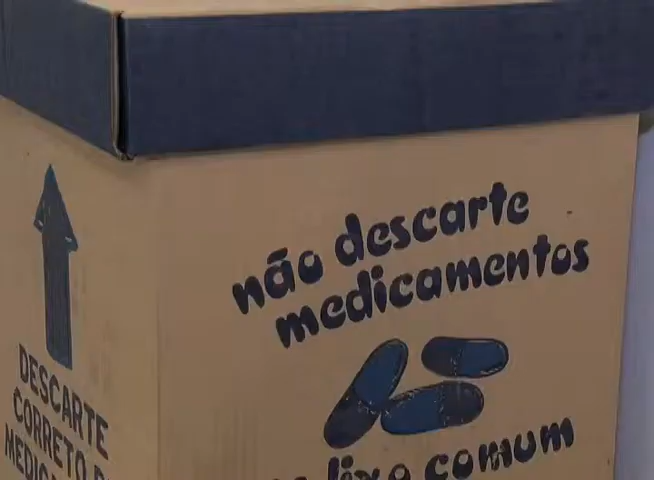 não descarte
medicamentos
lixo comum
DESCARTE
CORRETO